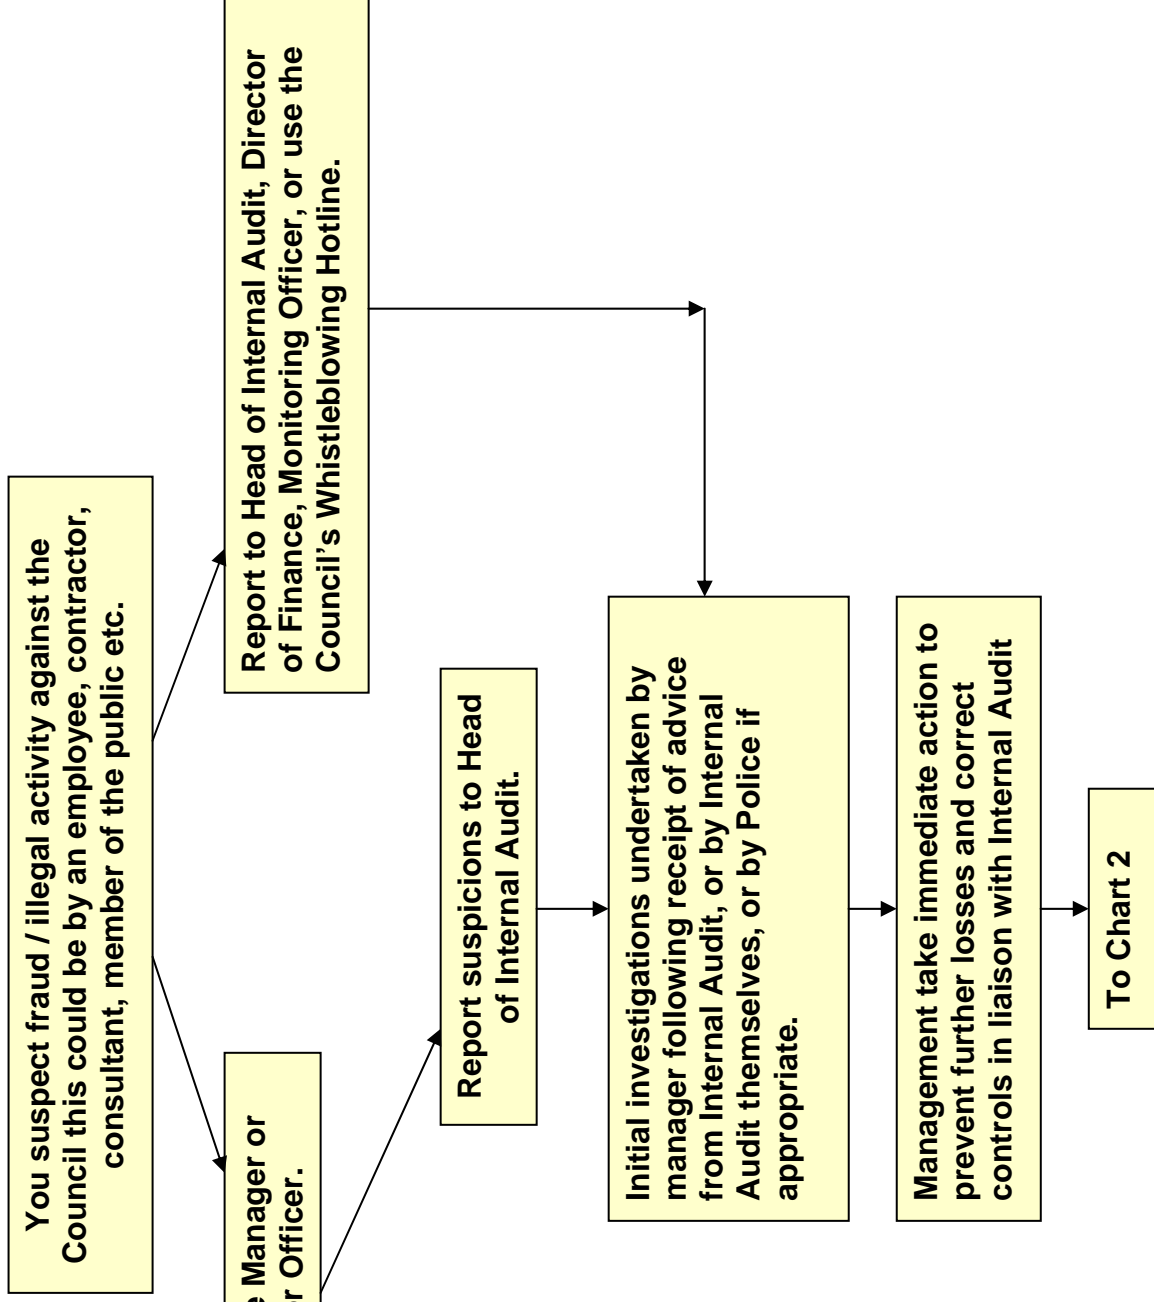 You suspect fraud / illegal activity against the
Council this could be by an employee, contractor,
consultant, member of the public etc.
Manager or
Officer.
Report to Head of Internal Audit, Director
of Finance, Monitoring Officer, or use the
Council’s Whistleblowing Hotline.
Report suspicions to Head
of Internal Audit.
Initial investigations undertaken by
manager following receipt of advice
from Internal Audit, or by Internal
Audit themselves, or by Police if
appropriate.
Management take immediate action to
prevent further losses and correct
controls in liaison with Internal Audit
To Chart 2